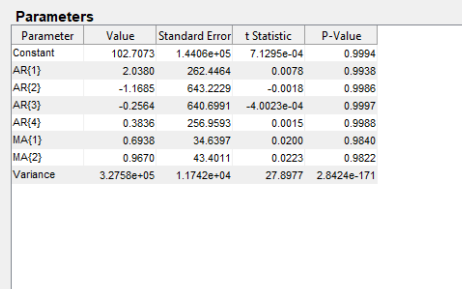 Parameters
Parameter Value Standard Error t Statistic P-Value
Constant 102.7073 1.4406e+05 7.1295e-04 0.9994
AR{1} 2.0380 262.4464 0.0078 0.9938
AR{2} -1.1685 643.2229 -0.0018 0.9986
AR{3} -0.2564 640.6991 -4.0023e-04 0.9997
AR{4} 0.3836 256.9593 0.0015 0.9988
MA{1} 0.6938 34.6397 0.0200 0.9840
MA{2} 0.9670 43.4011 0.0223 0.9822
Variance 3.2758e+05 1.1742e+04 27.8977 2.8424e-171